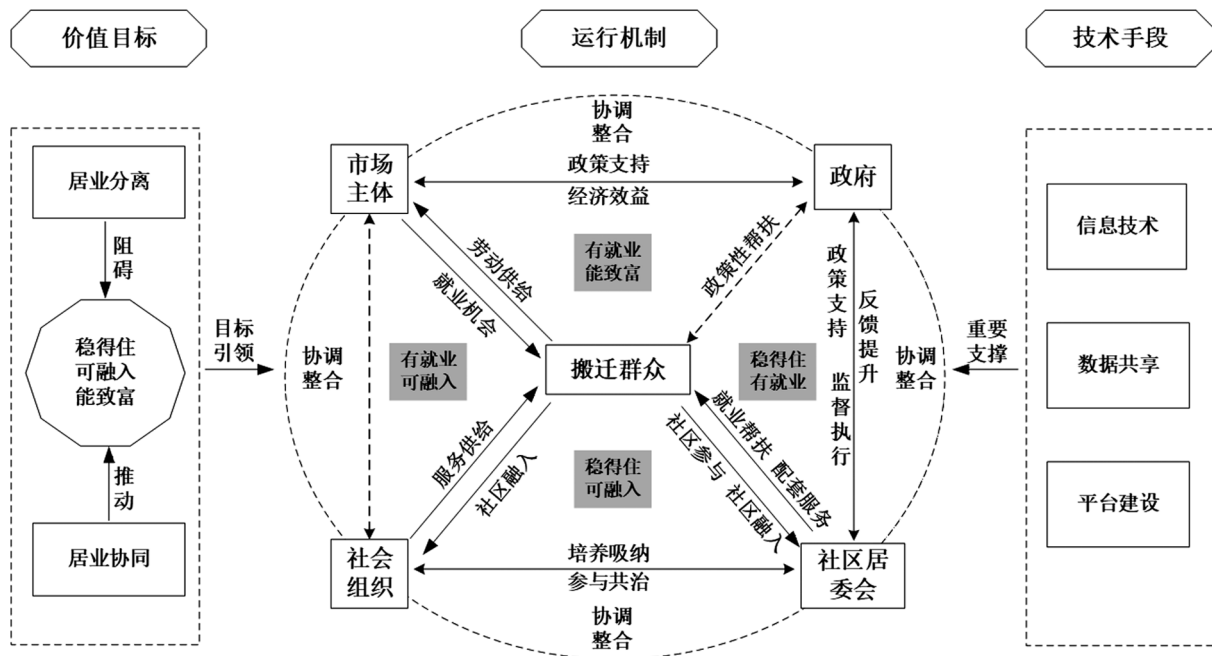 价值目标
运行机制
技术手段
居业分离
阻
碍
稳得住
可融入
能致富
推
动
居业协同
目标
引领
协调
整合
市场
主体
政策支持
经济效益
政府
劳动供给
就业机会
有就业
能致富
政策性帮扶
政策支持
反馈提升
监督执行
协调
整合
有就业
可融入
搬迁群众
稳得住
有就业
协调
整合
服务供给
社区融入
稳得住
可融入
就业帮扶 配套服务
社区参与 社区融入
社会
组织
培养吸纳
参与共治
社区居
委会
协调
整合
重要
支撑
信息技术
数据共享
平台建设